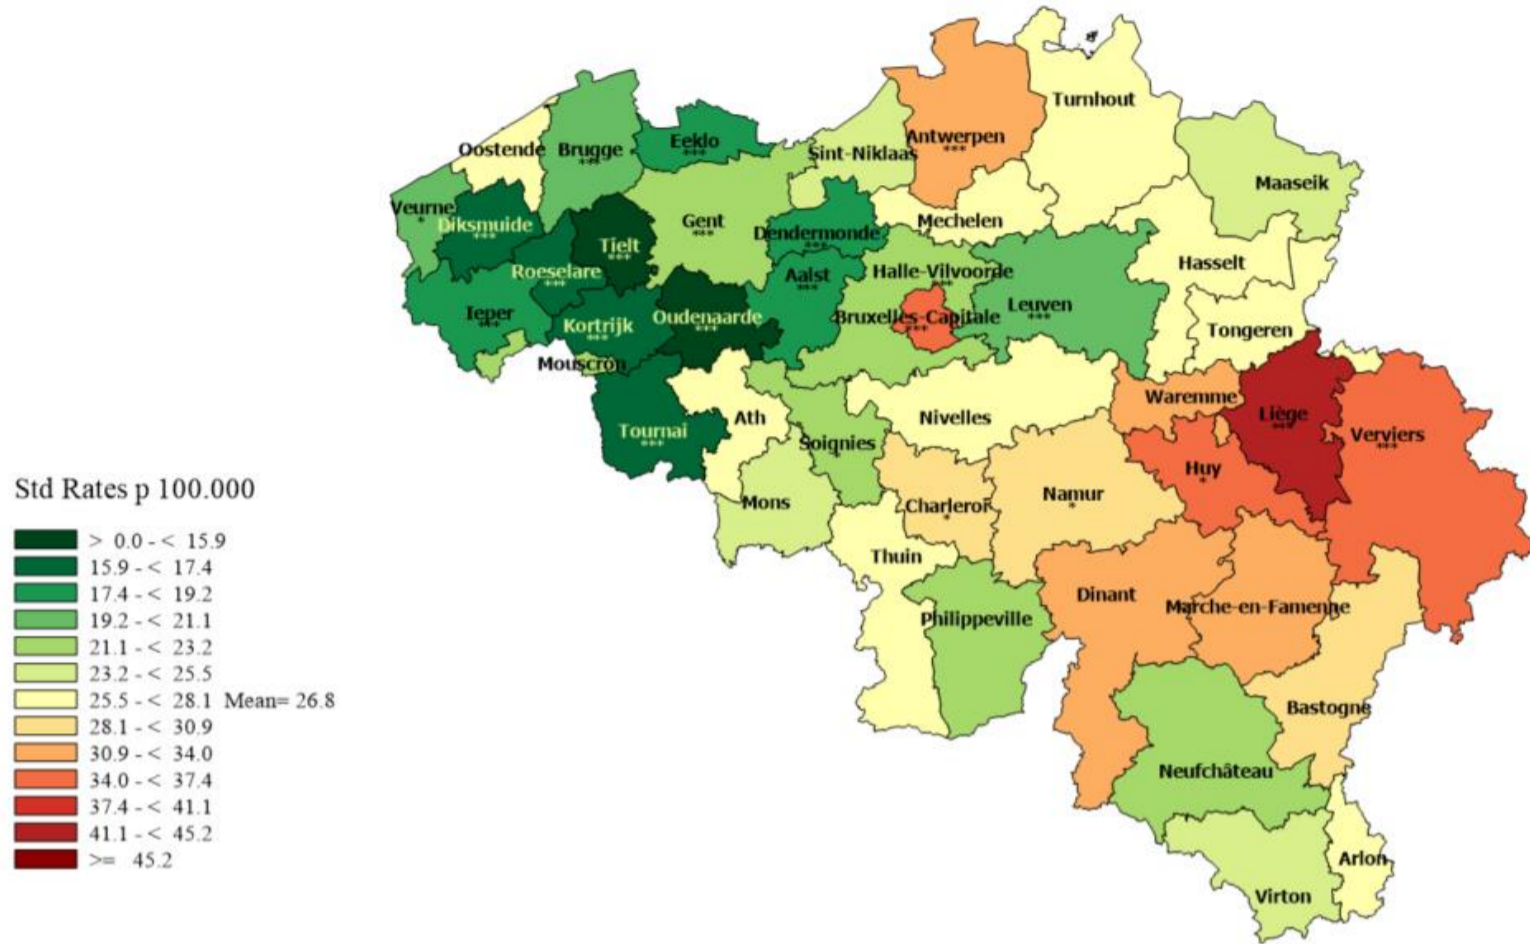 Turnhout
Antwerpen
***
Eeklo
***
Oostende
Brugge
***
Sint-Niklaas
Maaseik
Veurne
*
Diksmuide
***
Gent
***
Mechelen
Dendermonde
***
Tielt
***
Roeselare
***
Aalst
***
Halle-Vilvoorde
***
Hasselt
Leuven
***
Ieper
***
Kortrijk
***
Oudenaarde
***
Bruxelles-Capitale
***
Tongeren
Mouscron
Waremme
Ath
Nivelles
Liège
***
Tournai
***
Soignies
*
Verviers
***
Huy
*
Std Rates p 100.000
Mons
Charleroi
*
Namur
*
> 0.0 - < 15.9
15.9 - < 17.4
17.4 - < 19.2
19.2 - < 21.1
21.1 - < 23.2
23.2 - < 25.5
25.5 - < 28.1 Mean= 26.8
28.1 - < 30.9
30.9 - < 34.0
34.0 - < 37.4
37.4 - < 41.1
41.1 - < 45.2
>= 45.2
Thuin
Dinant
Marche-en-Famenne
Philippeville
Bastogne
Neufchâteau
Arlon
Virton